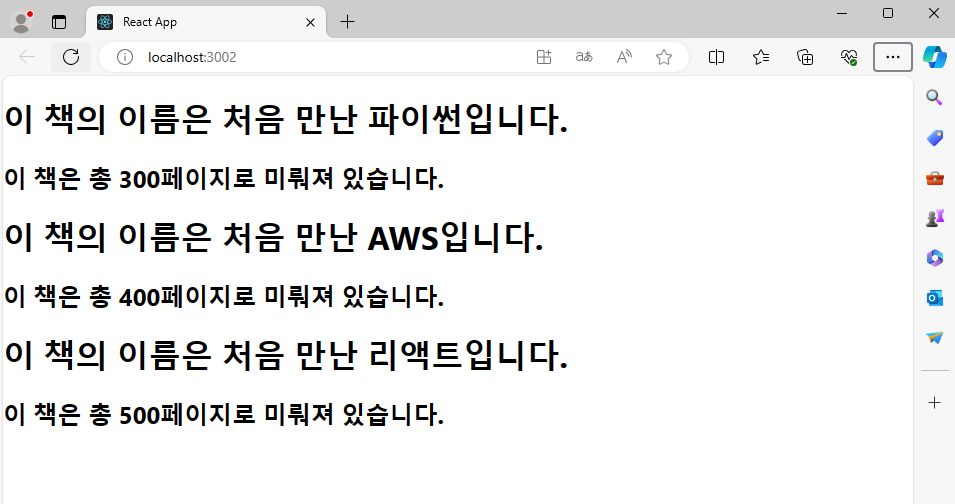 React App
localhost:3002
이 책의 이름은 처음 만난 파이썬입니다.
이 책은 총 300페이지로 미뤄져 있습니다.
이 책의 이름은 처음 만난 AWS입니다.
이 책은 총 400페이지로 미뤄져 있습니다.
이 책의 이름은 처음 만난 리액트입니다.
이 책은 총 500페이지로 미뤄져 있습니다.